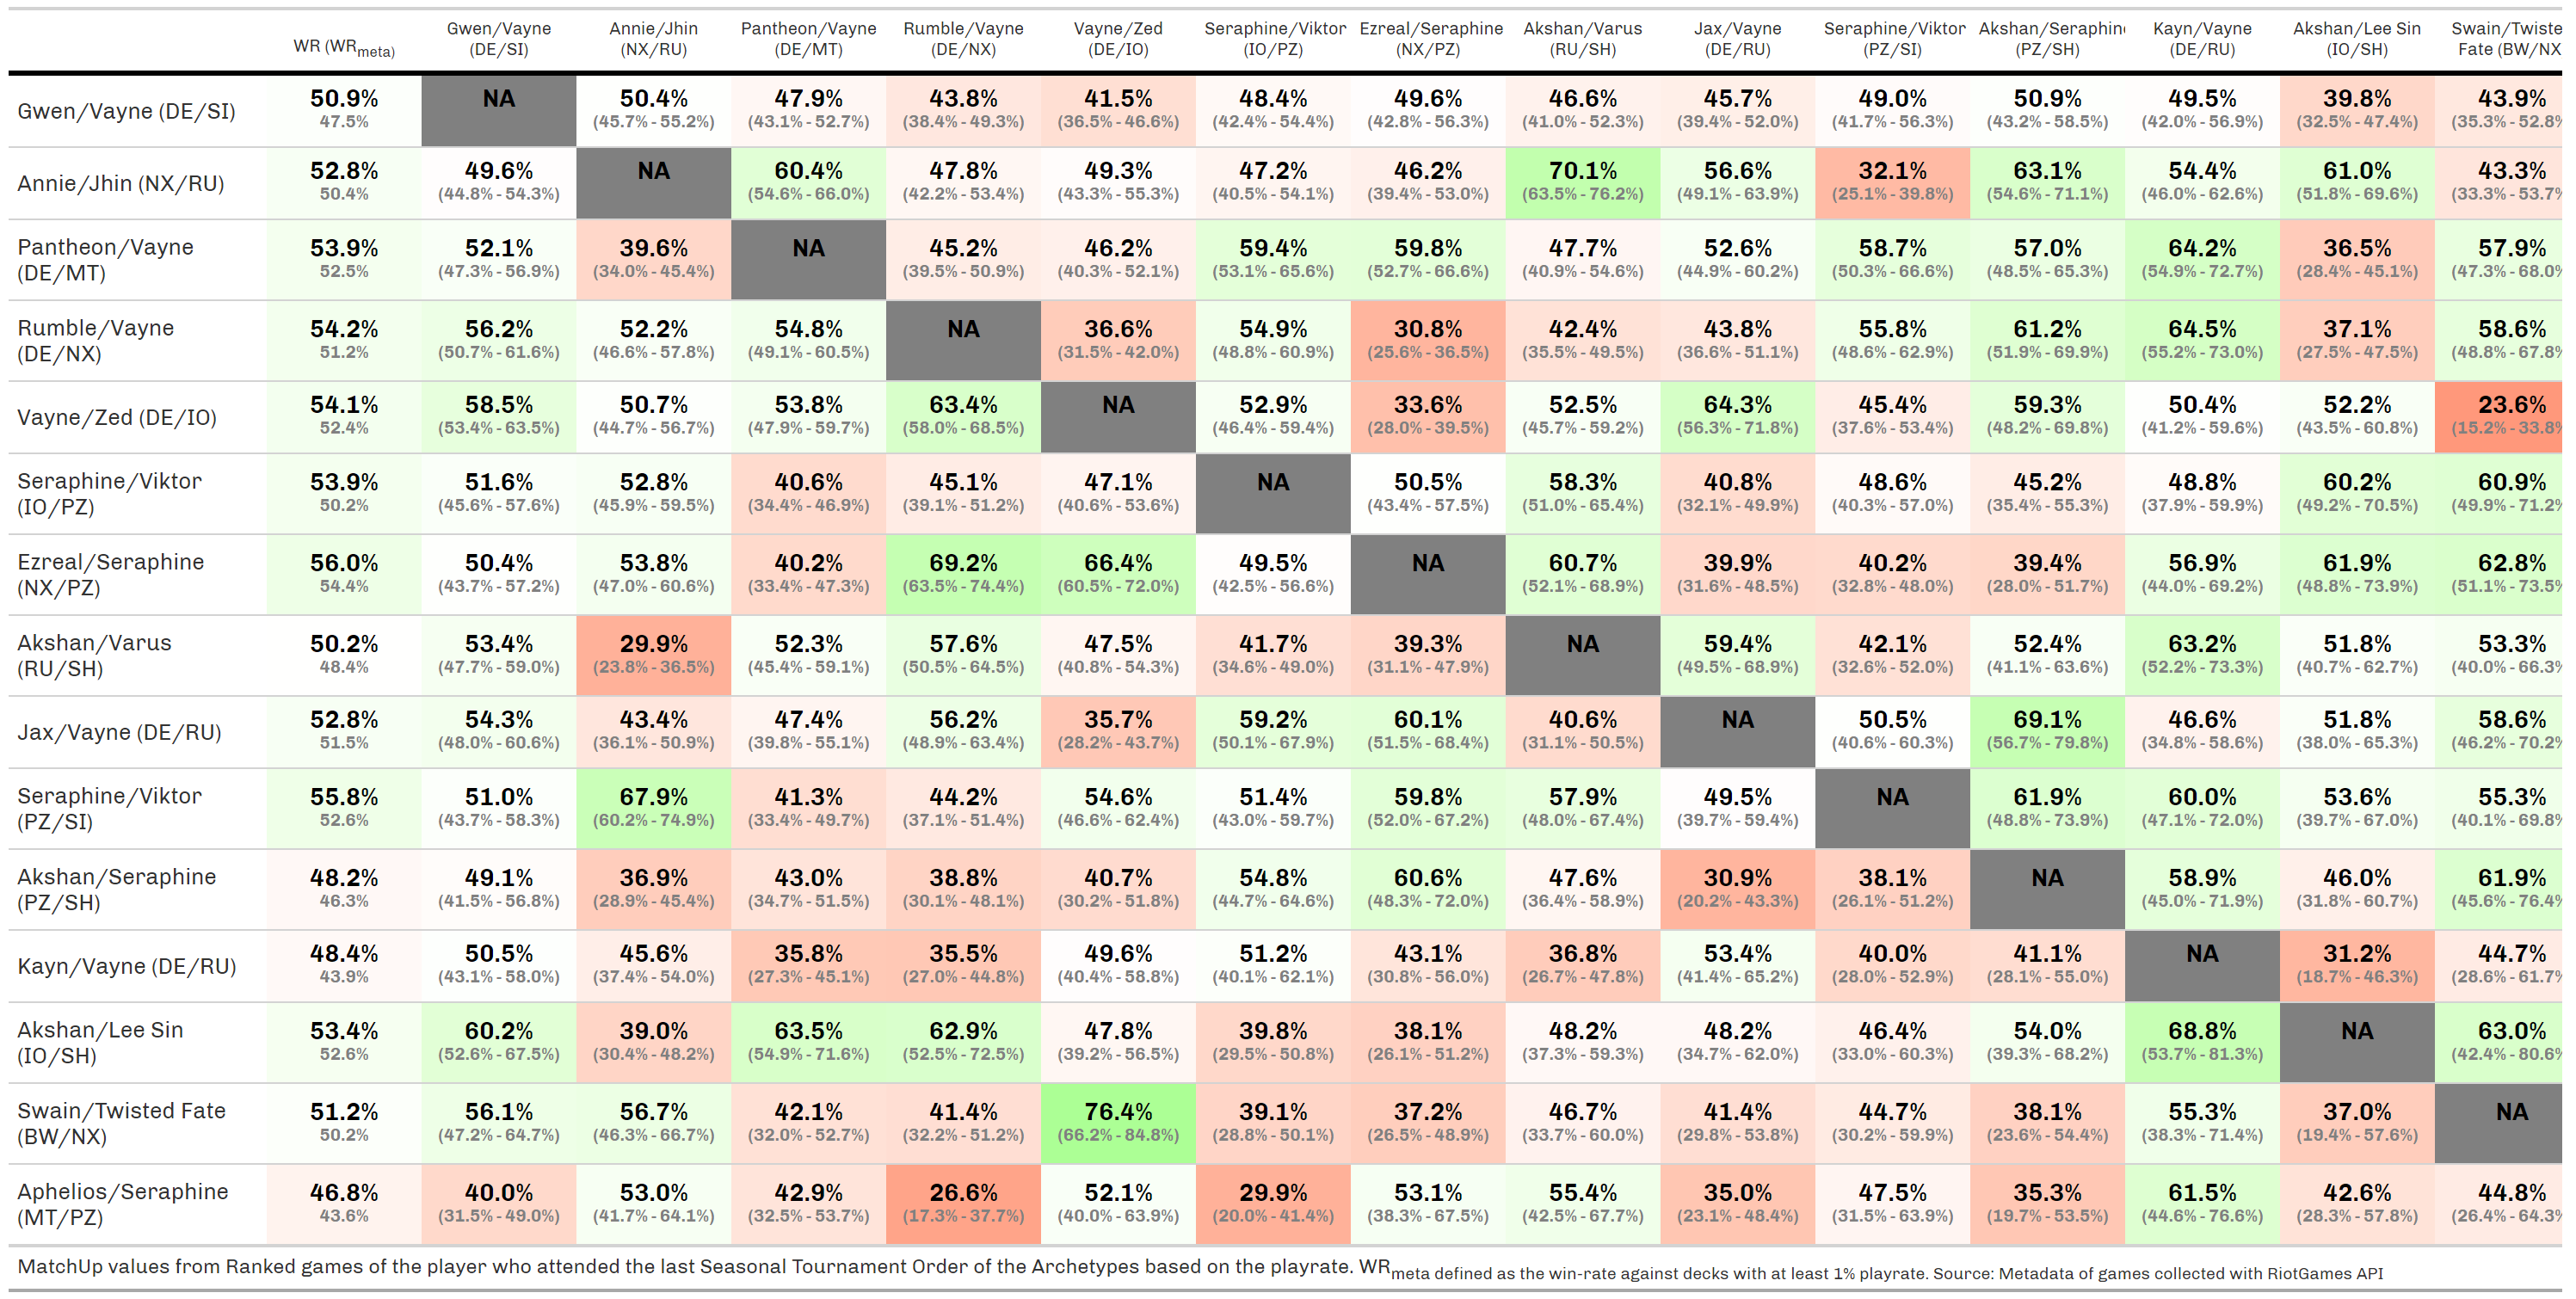 WR (WRmeta) Gwen/Vayne (DE/SI) Annie/Jhin (NX/RU) Pantheon/Vayne (DE/MT) Rumble/Vayne (DE/NX) Vayne/Zed (DE/IO) Seraphine/Viktor (IO/PZ) Ezreal/Seraphine (NX/PZ) Akshan/Varus (RU/SH) Jax/Vayne (DE/RU) Seraphine/Viktor (PZ/SI) Akshan/Seraphin (PZ/SH) Kayn/Vayne (DE/RU) Akshan/Lee Sin (IO/SH) Swain/Twiste Fate (BW/NX
Gwen/Vayne (DE/SI) 50.9% NA 50.4% 47.9% 43.8% 41.5% 48.4% 49.6% 46.6% 45.7% 49.0% 50.9% 49.5% 39.8% 43.9%
47.5% (45.7% - 55.2%) (43.1% - 52.7%) (38.4% - 49.3%) (36.5% - 46.6%) (42.4% - 54.4%) (42.8% - 56.3%) (41.0% - 52.3%) (39.4% - 52.0%) (41.7% - 56.3%) (43.2% - 58.5%) (42.0% - 56.9%) (32.5% - 47.4%) (35.3% - 52.8%
Annie/Jhin (NX/RU) 52.8% 49.6% NA 60.4% 47.8% 49.3% 47.2% 46.2% 70.1% 56.6% 32.1% 63.1% 54.4% 61.0% 43.3%
50.4% (44.8% - 54.3%) (54.6% - 66.0%) (42.2% - 53.4%) (43.3% - 55.3%) (40.5% - 54.1%) (39.4% - 53.0%) (63.5% - 76.2%) (49.1% - 63.9%) (25.1% - 39.8%) (54.6% - 71.1%) (46.0% - 62.6%) (51.8% - 69.6%) (33.3% - 53.7%
Pantheon/Vayne (DE/MT) 53.9% 52.1% 39.6% NA 45.2% 46.2% 59.4% 59.8% 47.7% 52.6% 58.7% 57.0% 64.2% 36.5% 57.9%
52.5% (47.3% - 56.9%) (34.0% - 45.4%) (39.5% - 50.9%) (40.3% - 52.1%) (53.1% - 65.6%) (52.7% - 66.6%) (40.9% - 54.6%) (44.9% - 60.2%) (50.3% - 66.6%) (48.5% - 65.3%) (54.9% - 72.7%) (28.4% - 45.1%) (47.3% - 68.0%
Rumble/Vayne (DE/NX) 54.2% 56.2% 52.2% 54.8% NA 36.6% 54.9% 30.8% 42.4% 43.8% 55.8% 61.2% 64.5% 37.1% 58.6%
51.2% (50.7% - 61.6%) (46.6% - 57.8%) (49.1% - 60.5%) (31.5% - 42.0%) (48.8% - 60.9%) (25.6% - 36.5%) (35.5% - 49.5%) (36.6% - 51.1%) (48.6% - 62.9%) (51.9% - 69.9%) (55.2% - 73.0%) (27.5% - 47.5%) (48.8% - 67.8%
Vayne/Zed (DE/IO) 54.1% 58.5% 50.7% 53.8% 63.4% NA 52.9% 33.6% 52.5% 64.3% 45.4% 59.3% 50.4% 52.2% 23.6%
52.4% (53.4% - 63.5%) (44.7% - 56.7%) (47.9% - 59.7%) (58.0% - 68.5%) (46.4% - 59.4%) (28.0% - 39.5%) (45.7% - 59.2%) (56.3% - 71.8%) (37.6% - 53.4%) (48.2% - 69.8%) (41.2% - 59.6%) (43.5% - 60.8%) (15.2% - 33.8%
Seraphine/Viktor (IO/PZ) 53.9% 51.6% 52.8% 40.6% 45.1% 47.1% NA 50.5% 58.3% 40.8% 48.6% 45.2% 48.8% 60.2% 60.9%
50.2% (45.6% - 57.6%) (45.9% - 59.5%) (34.4% - 46.9%) (39.1% - 51.2%) (40.6% - 53.6%) (43.4% - 57.5%) (51.0% - 65.4%) (32.1% - 49.9%) (40.3% - 57.0%) (35.4% - 55.3%) (37.9% - 59.9%) (49.2% - 70.5%) (49.9% - 71.2%
Ezreal/Seraphine (NX/PZ) 56.0% 50.4% 53.8% 40.2% 69.2% 66.4% 49.5% NA 60.7% 39.9% 40.2% 39.4% 56.9% 61.9% 62.8%
54.4% (43.7% - 57.2%) (47.0% - 60.6%) (33.4% - 47.3%) (63.5% - 74.4%) (60.5% - 72.0%) (42.5% - 56.6%) (52.1% - 68.9%) (31.6% - 48.5%) (32.8% - 48.0%) (28.0% - 51.7%) (44.0% - 69.2%) (48.8% - 73.9%) (51.1% - 73.5%
Akshan/Varus (RU/SH) 50.2% 53.4% 29.9% 52.3% 57.6% 47.5% 41.7% 39.3% NA 59.4% 42.1% 52.4% 63.2% 51.8% 53.3%
48.4% (47.7% - 59.0%) (23.8% - 36.5%) (45.4% - 59.1%) (50.5% - 64.5%) (40.8% - 54.3%) (34.6% - 49.0%) (31.1% - 47.9%) (49.5% - 68.9%) (32.6% - 52.0%) (41.1% - 63.6%) (52.2% - 73.3%) (40.7% - 62.7%) (40.0% - 66.3%
Jax/Vayne (DE/RU) 52.8% 54.3% 43.4% 47.4% 56.2% 35.7% 59.2% 60.1% 40.6% NA 50.5% 69.1% 46.6% 51.8% 58.6%
51.5% (48.0% - 60.6%) (36.1% - 50.9%) (39.8% - 55.1%) (48.9% - 63.4%) (28.2% - 43.7%) (50.1% - 67.9%) (51.5% - 68.4%) (31.1% - 50.5%) (40.6% - 60.3%) (56.7% - 79.8%) (34.8% - 58.6%) (38.0% - 65.3%) (46.2% - 70.2%
Seraphine/Viktor (PZ/SI) 55.8% 51.0% 67.9% 41.3% 44.2% 54.6% 51.4% 59.8% 57.9% 49.5% NA 61.9% 60.0% 53.6% 55.3%
52.6% (43.7% - 58.3%) (60.2% - 74.9%) (33.4% - 49.7%) (37.1% - 51.4%) (46.6% - 62.4%) (43.0% - 59.7%) (52.0% - 67.2%) (48.0% - 67.4%) (39.7% - 59.4%) (48.8% - 73.9%) (47.1% - 72.0%) (39.7% - 67.0%) (40.1% - 69.8%
Akshan/Seraphine (PZ/SH) 48.2% 49.1% 36.9% 43.0% 38.8% 40.7% 54.8% 60.6% 47.6% 30.9% 38.1% NA 58.9% 46.0% 61.9%
46.3% (41.5% - 56.8%) (28.9% - 45.4%) (34.7% - 51.5%) (30.1% - 48.1%) (30.2% - 51.8%) (44.7% - 64.6%) (48.3% - 72.0%) (36.4% - 58.9%) (20.2% - 43.3%) (26.1% - 51.2%) (45.0% - 71.9%) (31.8% - 60.7%) (45.6% - 76.4%
Kayn/Vayne (DE/RU) 48.4% 50.5% 45.6% 35.8% 35.5% 49.6% 51.2% 43.1% 36.8% 53.4% 40.0% 41.1% NA 31.2% 44.7%
43.9% (43.1% - 58.0%) (37.4% - 54.0%) (27.3% - 45.1%) (27.0% - 44.8%) (40.4% - 58.8%) (40.1% - 62.1%) (30.8% - 56.0%) (26.7% - 47.8%) (41.4% - 65.2%) (28.0% - 52.9%) (28.1% - 55.0%) (18.7% - 46.3%) (28.6% - 61.7%
Akshan/Lee Sin (IO/SH) 53.4% 60.2% 39.0% 63.5% 62.9% 47.8% 39.8% 38.1% 48.2% 48.2% 46.4% 54.0% 68.8% NA 63.0%
52.6% (52.6% - 67.5%) (30.4% - 48.2%) (54.9% - 71.6%) (52.5% - 72.5%) (39.2% - 56.5%) (29.5% - 50.8%) (26.1% - 51.2%) (37.3% - 59.3%) (34.7% - 62.0%) (33.0% - 60.3%) (39.3% - 68.2%) (53.7% - 81.3%) (42.4% - 80.6%
Swain/Twisted Fate (BW/NX) 51.2% 56.1% 56.7% 42.1% 41.4% 76.4% 39.1% 37.2% 46.7% 41.4% 44.7% 38.1% 55.3% 37.0% NA
50.2% (47.2% - 64.7%) (46.3% - 66.7%) (32.0% - 52.7%) (32.2% - 51.2%) (66.2% - 84.8%) (28.8% - 50.1%) (26.5% - 48.9%) (33.7% - 60.0%) (29.8% - 53.8%) (30.2% - 59.9%) (23.6% - 54.4%) (38.3% - 71.4%) (19.4% - 57.6%)
Aphelios/Seraphine (MT/PZ) 46.8% 40.0% 53.0% 42.9% 26.6% 52.1% 29.9% 53.1% 55.4% 35.0% 47.5% 35.3% 61.5% 42.6% 44.8%
43.6% (31.5% - 49.0%) (41.7% - 64.1%) (32.5% - 53.7%) (17.3% - 37.7%) (40.0% - 63.9%) (20.0% - 41.4%) (38.3% - 67.5%) (42.5% - 67.7%) (23.1% - 48.4%) (31.5% - 63.9%) (19.7% - 53.5%) (44.6% - 76.6%) (28.3% - 57.8%) (26.4% - 64.3%
MatchUp values from Ranked games of the player who attended the last Seasonal Tournament Order of the Archetypes based on the playrate. WRmeta defined as the win-rate against decks with at least 1% playrate. Source: Metadata of games collected with RiotGames API